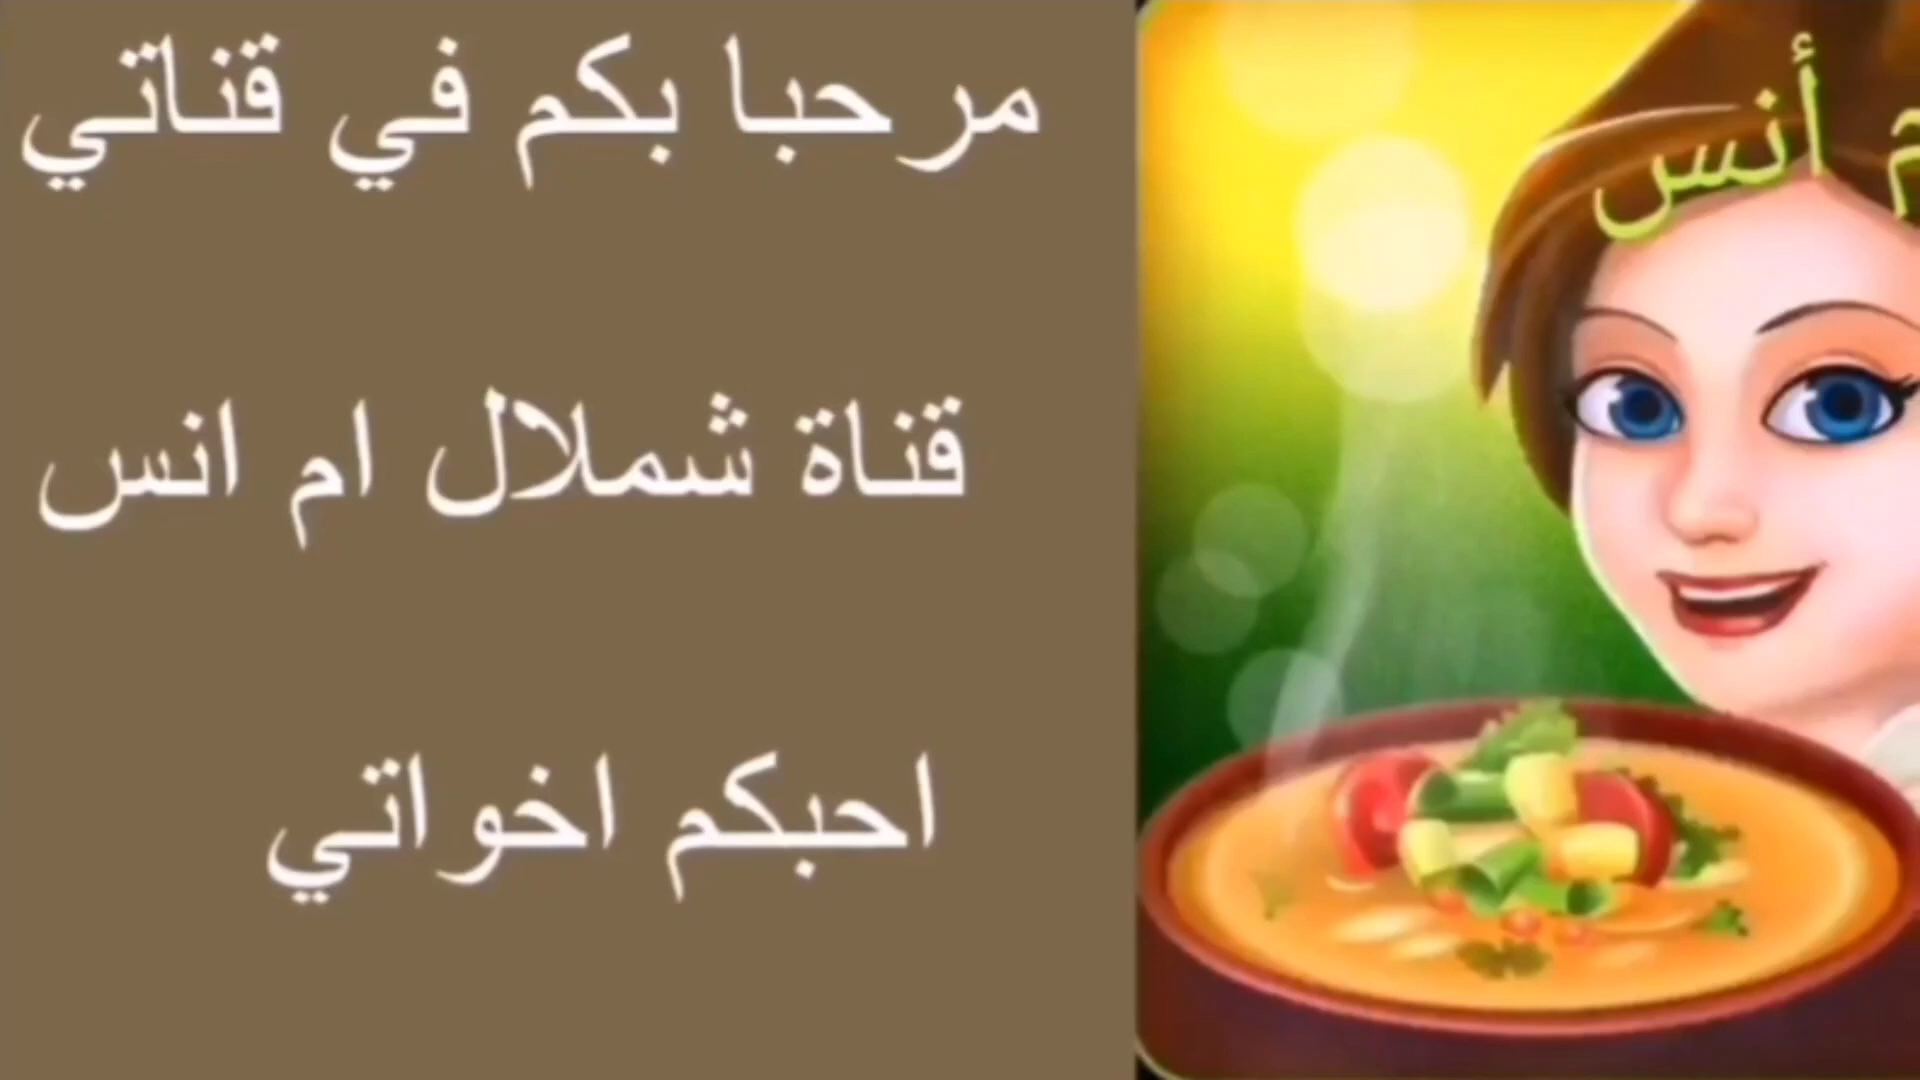 مرحبا بكم في قناتي
قناة شملال ام انس
احبكم اخواتي
م أنس